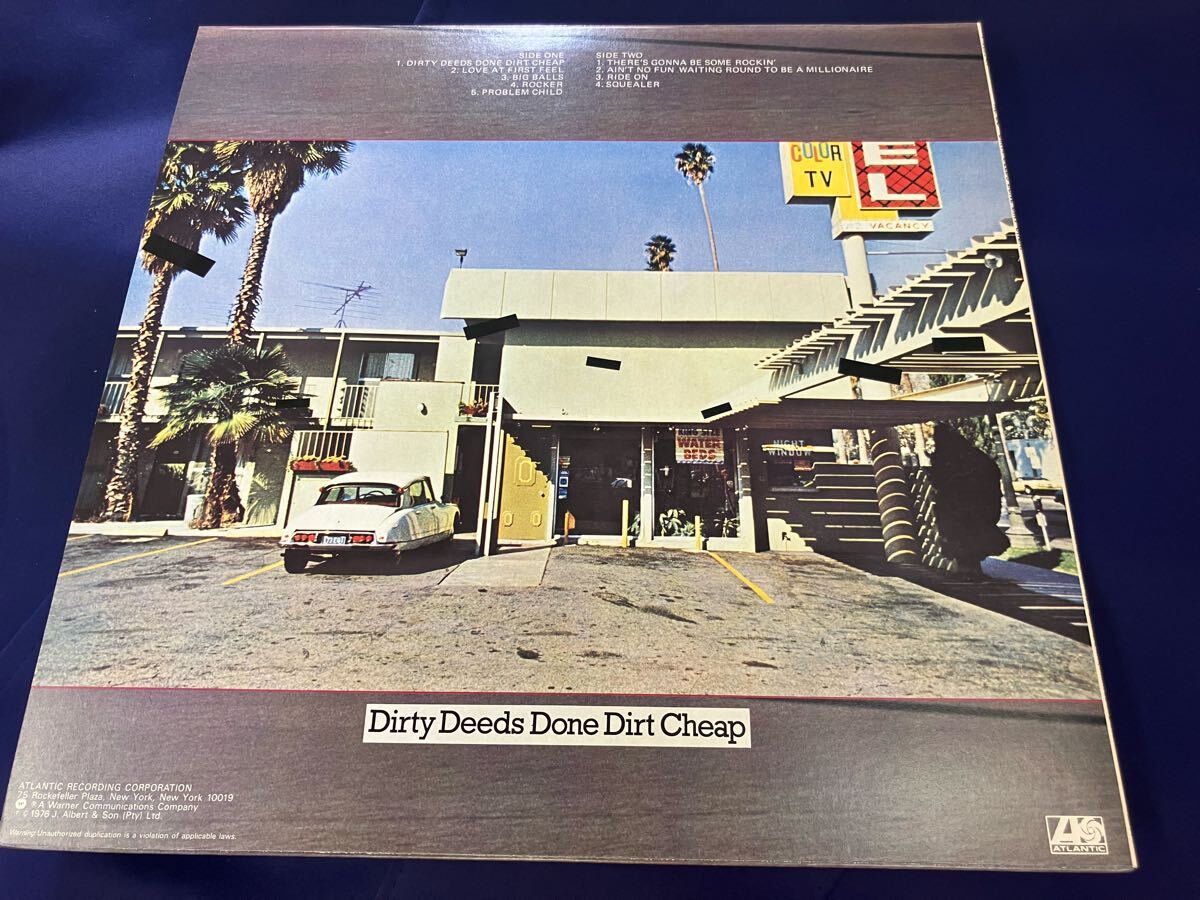 SIDE ONE
1. DIRTY DEEDS DONE DIRT CHEAP
2. LOVE AT FIRST FEEL
3. BIG BALLS
4. ROCKER
5. PROBLEM CHILD
SIDE TWO
1. THERE'S GONNA BE SOME ROCKIN'
2. AIN'T NO FUN WAITING ROUND TO BE A MILLIONAIRE
3. RIDE ON
4. SQUEALER
COLOR
TV
EL
VACANCY
WATER
BEDS
NIGHT
WINDOW
Dirty Deeds Done Dirt Cheap
ATLANTIC RECORDING CORPORATION
75 Rockefeller Plaza, New York, New York 10019
℗ A Warner Communications Company
© 1976 J. Albert & Son (Pty) Ltd.
Warning: Unauthorized duplication is a violation of applicable laws.
ATLANTIC